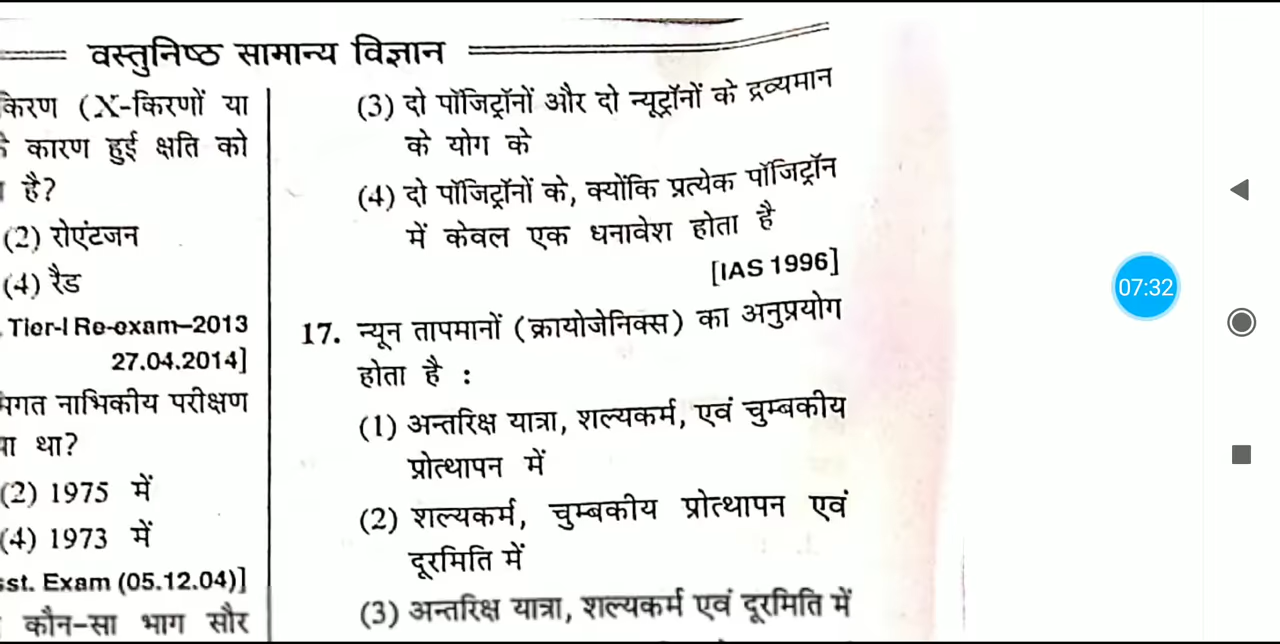 वस्तुनिष्ठ सामान्य विज्ञान
किरण (X-किरणों या
कारण हुई क्षति को
है?
(2) रोएंटजन
(4) रैड
Tier-I Re-exam–2013
27.04.2014]
नाभिकीय परीक्षण
था?
(2) 1975 में
(4) 1973 में
Exam (05.12.04)]
कौन-सा भाग सौर
(3) दो पॉजिट्रॉनों और दो न्यूट्रॉनों के द्रव्यमान
के योग के
(4) दो पॉजिट्रॉनों के, क्योंकि प्रत्येक पॉजिट्रॉन
में केवल एक धनावेश होता है
[IAS 1996]
17. न्यून तापमानों (क्रायोजेनिक्स) का अनुप्रयोग
होता है :
(1) अन्तरिक्ष यात्रा, शल्यकर्म, एवं चुम्बकीय
प्रोत्थापन में
(2) शल्यकर्म, चुम्बकीय प्रोत्थापन एवं
दूरमिति में
(3) अन्तरिक्ष यात्रा, शल्यकर्म एवं दूरमिति में
07:32